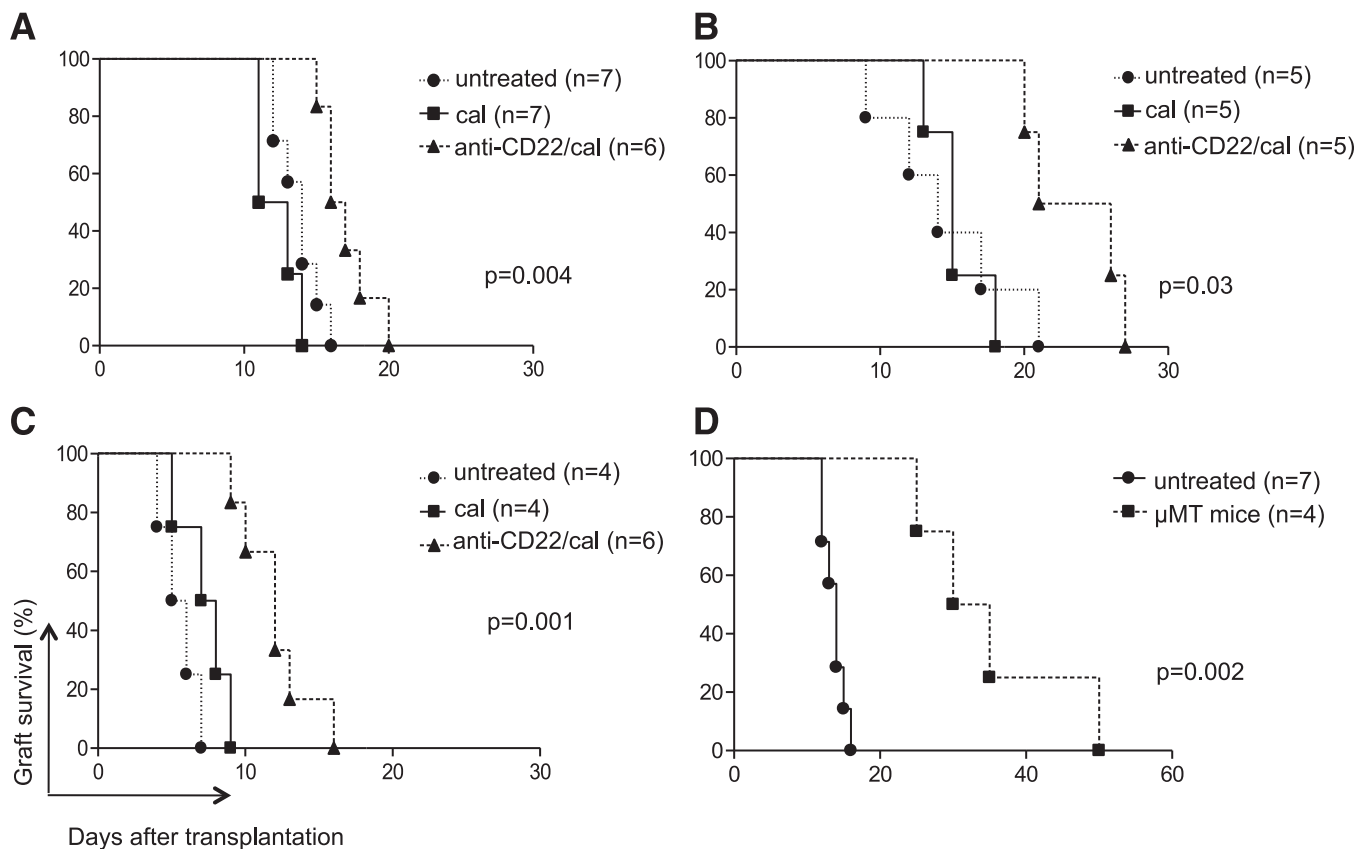 A
100
80
60
40
20
0
0 10 20 30
untreated (n=7)
cal (n=7)
anti-CD22/cal (n=6)
p=0.004
B
100
80
60
40
20
0
0 10 20 30
untreated (n=5)
cal (n=5)
anti-CD22/cal (n=5)
p=0.03
C
100
80
60
40
20
0
0 10 20 30
untreated (n=4)
cal (n=4)
anti-CD22/cal (n=6)
p=0.001
Graft survival (%)
Days after transplantation
D
100
80
60
40
20
0
0 20 40 60
untreated (n=7)
µMT mice (n=4)
p=0.002